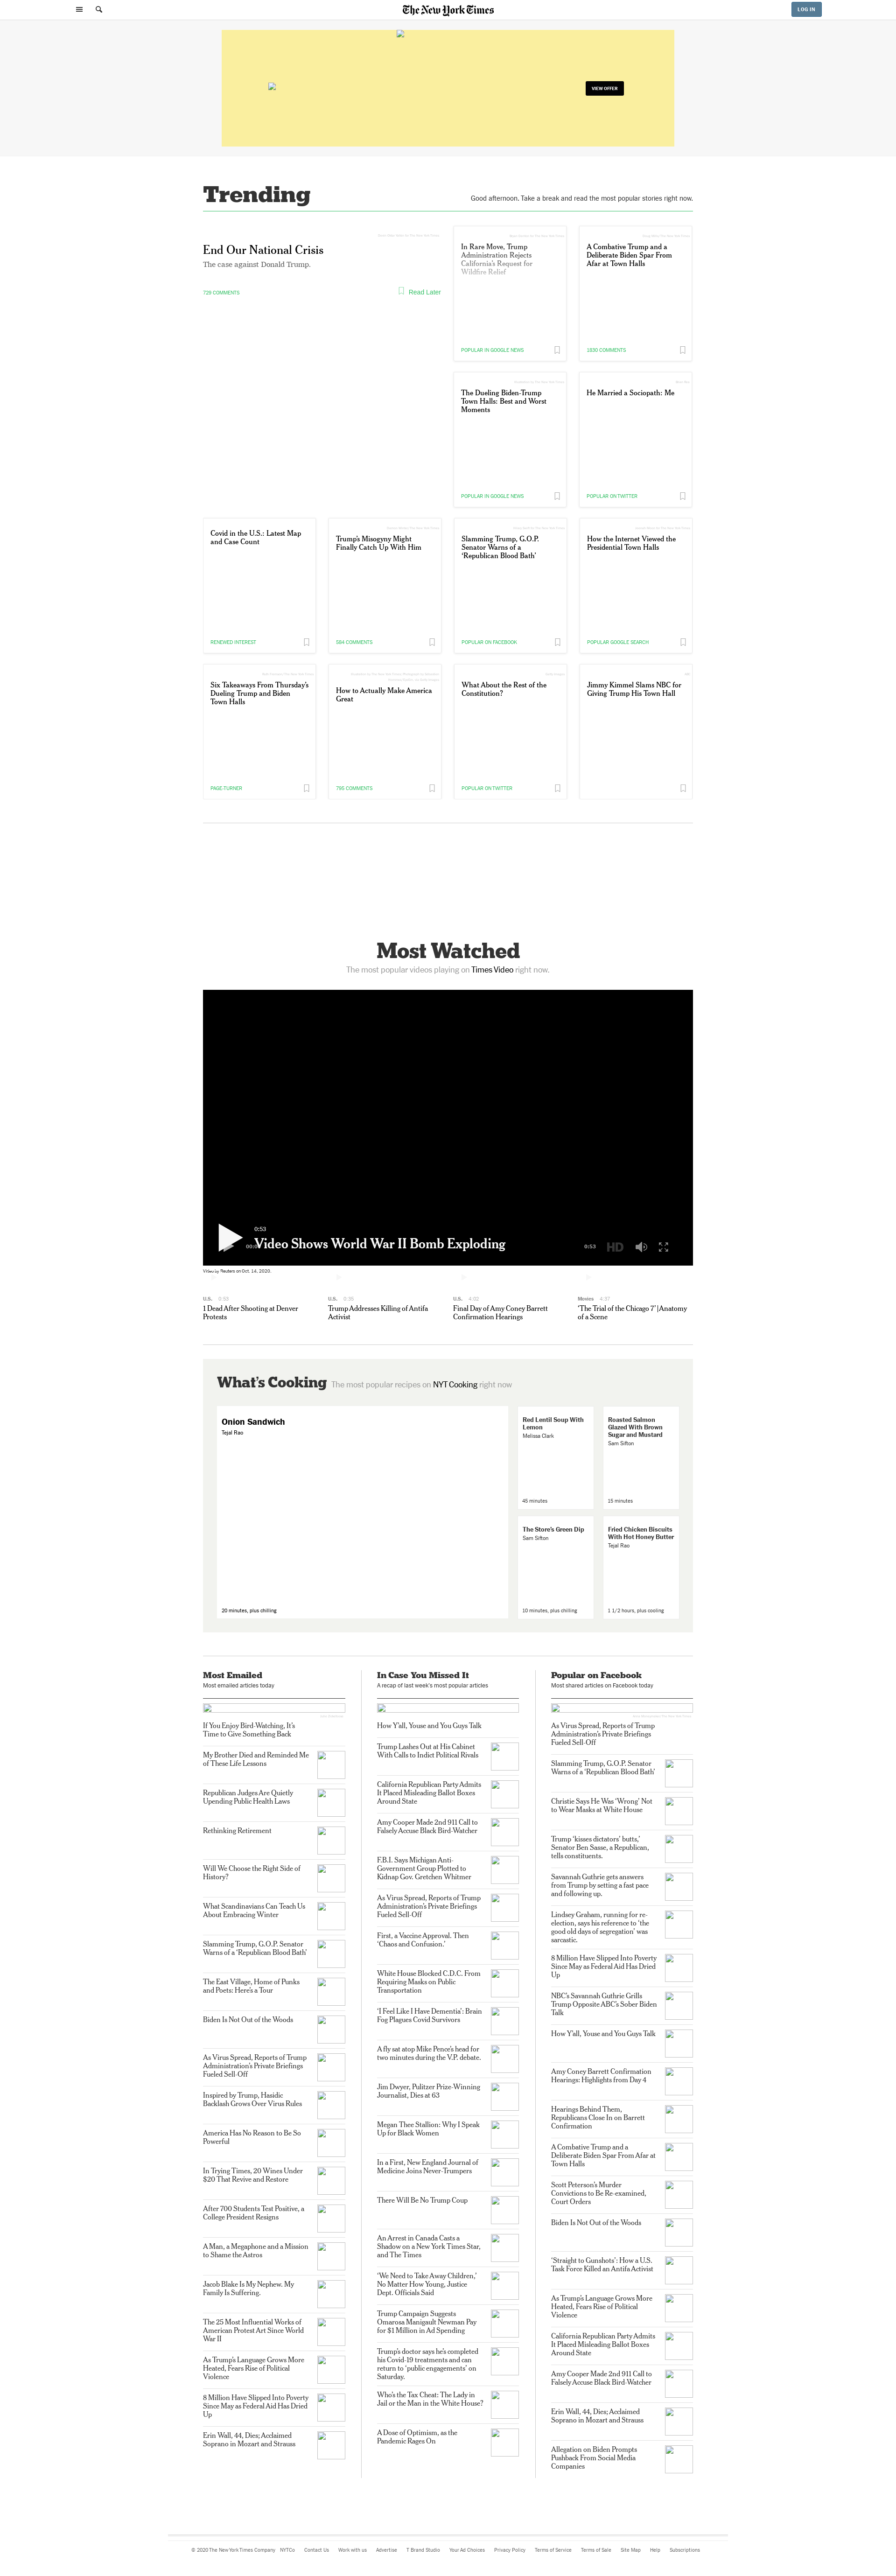 The New York Times
LOG IN
VIEW OFFER
Trending
Good afternoon. Take a break and read the most popular stories right now.
End Our National Crisis
The case against Donald Trump.
729 COMMENTS
Read Later
In Rare Move, Trump
Administration Rejects
California's Request for
Wildfire Relief
POPULAR IN GOOGLE NEWS
A Combative Trump and a
Deliberate Biden Spar From
Afar at Town Halls
1890 COMMENTS
The Dueling Biden-Trump
Town Halls: Best and Worst
Moments
POPULAR IN GOOGLE NEWS
He Married a Sociopath: Me
POPULAR ON TWITTER
Covid in the U.S.: Latest Map
and Case Count
RENEWED INTEREST
Trump's Misogyny Might
Finally Catch Up With Him
584 COMMENTS
Slamming Trump, G.O.P.
Senator Warns of a
'Republican Blood Bath'
POPULAR ON FACEBOOK
How the Internet Viewed the
Presidential Town Halls
POPULAR GOOGLE SEARCH
Six Takeaways From Thursday's
Dueling Trump and Biden
Town Halls
PAGE-TURNER
How to Actually Make America
Great
795 COMMENTS
What About the Rest of the
Constitution?
POPULAR ON TWITTER
Jimmy Kimmel Slams NBC for
Giving Trump His Town Hall
Most Watched
The most popular videos playing on Times Video right now.
0:53
Video Shows World War II Bomb Exploding
0:53
HD
Reuters on Oct. 14, 2020.
U.S. 0:50
1 Dead After Shooting at Denver
Protests
U.S. 0:36
Trump Addresses Killing of Antifa
Activist
U.S. 4:02
Final Day of Amy Coney Barrett
Confirmation Hearings
Movies 4:37
'The Trial of the Chicago 7' | Anatomy
of a Scene
What's Cooking The most popular recipes on NYT Cooking right now
Onion Sandwich
Tejal Rao
20 minutes, plus chilling
Red Lentil Soup With
Lemon
Melissa Clark
45 minutes
Roasted Salmon
Glazed With Brown
Sugar and Mustard
Sam Sifton
15 minutes
The Store's Green Dip
Sam Sifton
10 minutes, plus chilling
Fried Chicken Biscuits
With Hot Honey Butter
Tejal Rao
1 1/2 hours, plus cooling
Most Emailed
Most emailed articles today
If You Enjoy Bird-Watching, It's
Time to Give Something Back
My Brother Died and Reminded Me
of These Life Lessons
Republican Judges Are Quietly
Upending Public Health Laws
Rethinking Retirement
Will We Choose the Right Side of
History?
What Scandinavians Can Teach Us
About Embracing Winter
Slamming Trump, G.O.P. Senator
Warns of a 'Republican Blood Bath'
The East Village, Home of Punks
and Poets: Here's a Tour
Biden Is Not Out of the Woods
As Virus Spread, Reports of Trump
Administration's Private Briefings
Fueled Sell-Off
Inspired by Trump, Hasidic
Backlash Grows Over Virus Rules
America Has No Reason to Be So
Powerful
In Trying Times, 20 Wines Under
$20 That Revive and Restore
After 700 Students Test Positive, a
College President Resigns
A Man, a Megaphone and a Mission
to Shame the Astros
Jacob Blake Is My Nephew. My
Family Is Suffering.
The 25 Most Influential Works of
American Protest Art Since World
War II
As Trump's Language Grows More
Heated, Fears Rise of Political
Violence
8 Million Have Slipped Into Poverty
Since May as Federal Aid Has Dried
Up
Erin Wall, 44, Dies; Acclaimed
Soprano in Mozart and Strauss
In Case You Missed It
A recap of last week's most popular articles
How Y'all, Youse and You Guys Talk
Trump Lashes Out at His Cabinet
With Calls to Indict Political Rivals
California Republican Party Admits
It Placed Misleading Ballot Boxes
Around State
Amy Cooper Made 2nd 911 Call to
Falsely Accuse Black Bird-Watcher
F.B.I. Says Michigan Anti-
Government Group Plotted to
Kidnap Gov. Gretchen Whitmer
As Virus Spread, Reports of Trump
Administration's Private Briefings
Fueled Sell-Off
First, a Vaccine Approval. Then
'Chaos and Confusion.'
White House Blocked C.D.C. From
Requiring Masks on Public
Transportation
'I Feel Like I Have Dementia': Brain
Fog Plagues Covid Survivors
A fly sat atop Mike Pence's head for
two minutes during the V.P. debate.
Jim Dwyer, Pulitzer Prize-Winning
Journalist, Dies at 63
Megan Thee Stallion: Why I Speak
Up for Black Women
In a First, New England Journal of
Medicine Joins Never-Trumpers
There Will Be No Trump Coup
An Arrest in Canada Casts a
Shadow on a New York Times Star,
and The Times
'We Need to Take Away Children,'
No Matter How Young, Justice
Dept. Officials Said
Trump Campaign Suggests
Omarosa Manigault Newman Pay
for $1 Million in Ad Spending
Trump's doctor says he's completed
his Covid-19 treatments and can
return to 'public engagements' on
Saturday.
Who's the Tax Cheat: The Lady in
Jail or the Man in the White House?
A Dose of Optimism, as the
Pandemic Rages On
Popular on Facebook
Most shared articles on Facebook today
As Virus Spread, Reports of Trump
Administration's Private Briefings
Fueled Sell-Off
Slamming Trump, G.O.P. Senator
Warns of a 'Republican Blood Bath'
Christie Says He Was 'Wrong' Not
to Wear Masks at White House
Trump 'kisses dictators' butts,'
Senator Ben Sasse, a Republican,
tells constituents.
Savannah Guthrie gets answers
from Trump by setting a fast pace
and following up.
Lindsey Graham, running for re-
election, says his reference to 'the
good old days of segregation' was
sarcastic.
8 Million Have Slipped Into Poverty
Since May as Federal Aid Has Dried
Up
NBC's Savannah Guthrie Grills
Trump Opposite ABC's Sober Biden
Talk
How Y'all, Youse and You Guys Talk
Amy Coney Barrett Confirmation
Hearings: Highlights from Day 4
Hearings Behind Them,
Republicans Close In on Barrett
Confirmation
A Combative Trump and a
Deliberate Biden Spar From Afar at
Town Halls
Scott Peterson's Murder
Convictions to Be Re-examined,
Court Orders
Biden Is Not Out of the Woods
'Straight to Gunshots': How a U.S.
Task Force Killed an Antifa Activist
As Trump's Language Grows More
Heated, Fears Rise of Political
Violence
California Republican Party Admits
It Placed Misleading Ballot Boxes
Around State
Amy Cooper Made 2nd 911 Call to
Falsely Accuse Black Bird-Watcher
Erin Wall, 44, Dies; Acclaimed
Soprano in Mozart and Strauss
Allegation on Biden Prompts
Pushback From Social Media
Companies
© 2020 The New York Times Company NYTCo Contact Us Work with us Advertise T Brand Studio Your Ad Choices Privacy Policy Terms of Service Terms of Sale Site Map Help Subscriptions